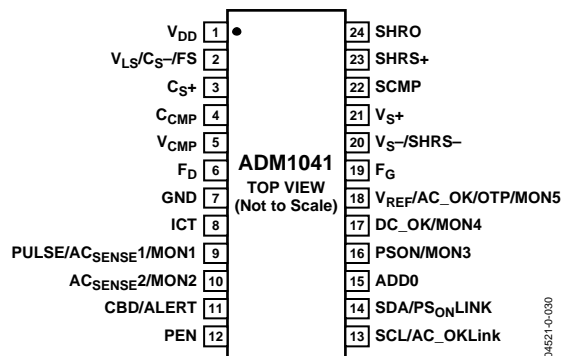 VDD 1
VLS/CS–/FS 2
CS+ 3
CCMP 4
VCMP 5
FD 6
GND 7
ICT 8
PULSE/ACSENSE1/MON1 9
ACSENSE2/MON2 10
CBD/ALERT 11
PEN 12
ADM1041
TOP VIEW
(Not to Scale)
24 SHRO
23 SHRS+
22 SCMP
21 VS+
20 VS–/SHRS–
19 FG
18 VREF/AC_OK/OTP/MON5
17 DC_OK/MON4
16 PSON/MON3
15 ADD0
14 SDA/PSONLINK
13 SCL/AC_OKLink
04521-0-030